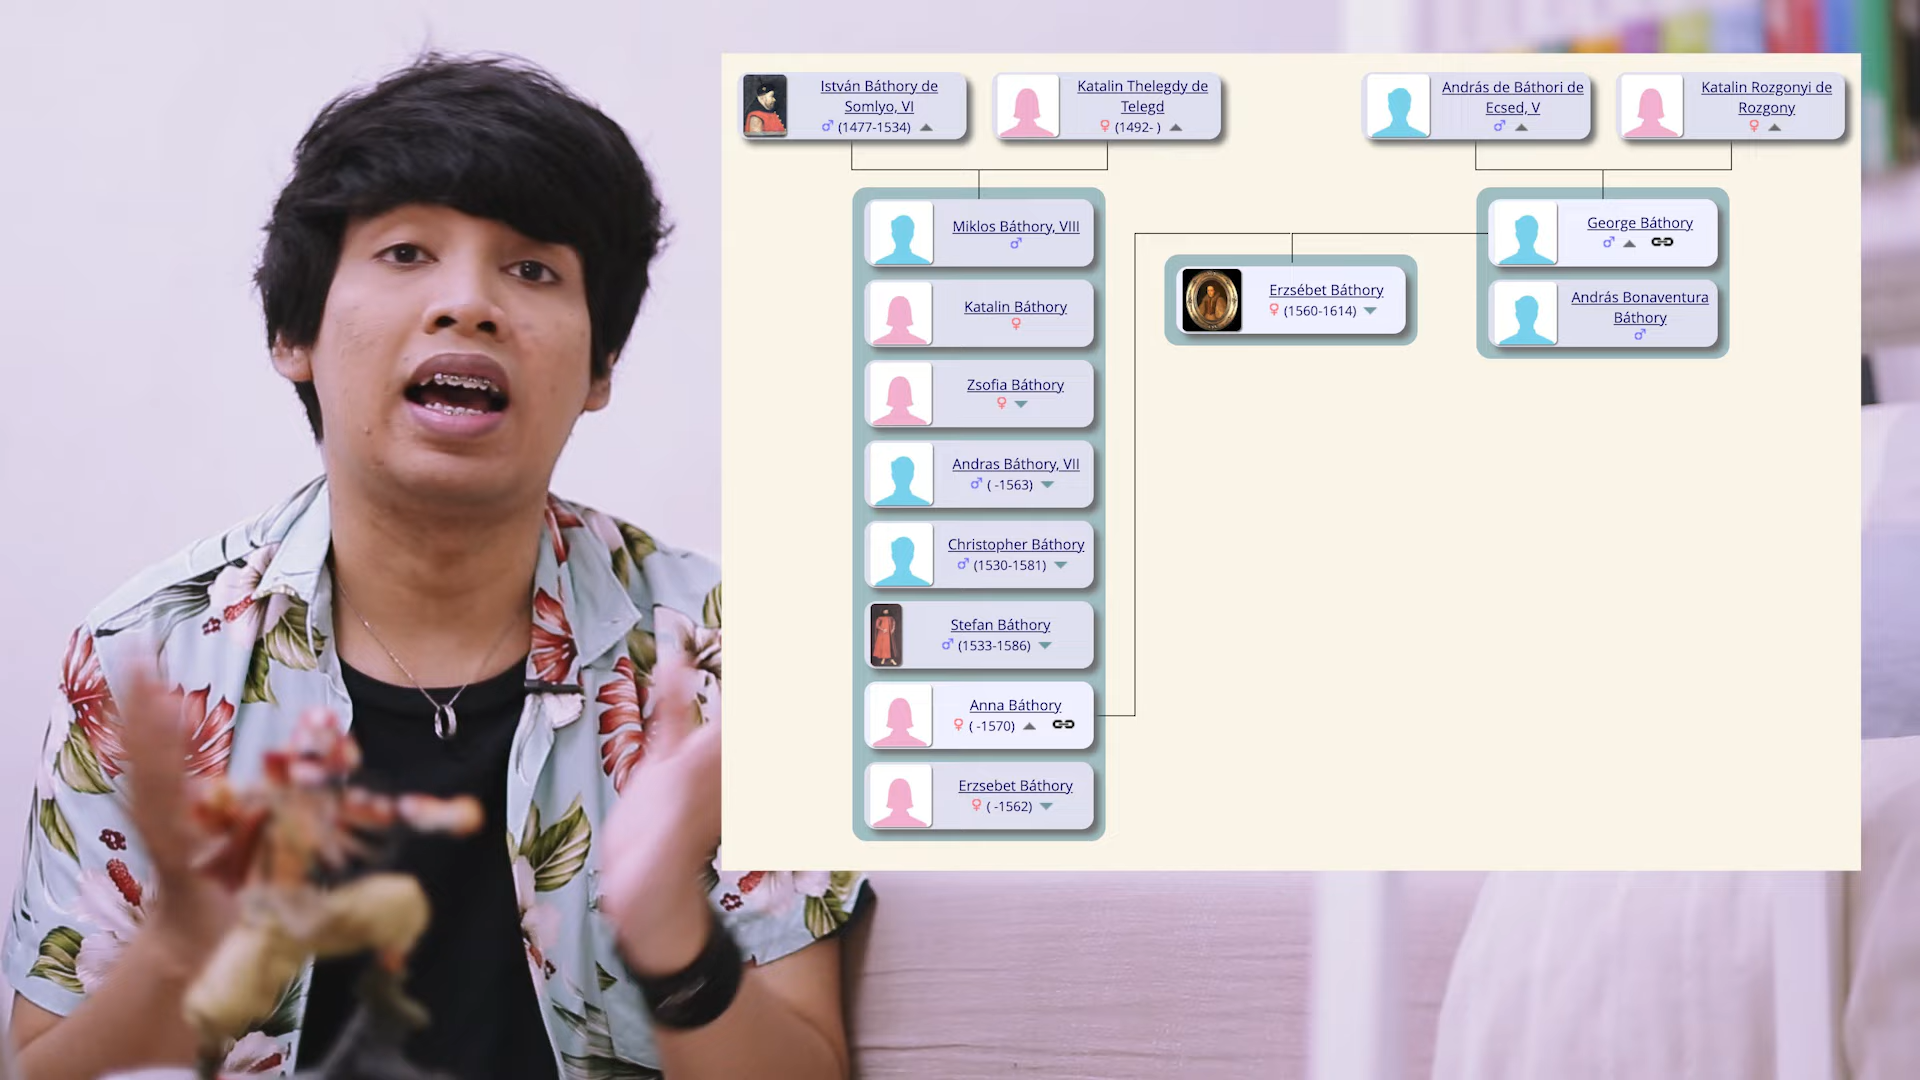 István Báthory de
Somlyo, VI
♂ (1477-1534)
Katalin Thelegdy de
Telegd
♀ (1492- )
András de Báthori de
Ecsed, V
♂
Katalin Rozgonyi de
Rozgony
♀
Miklos Báthory, VIII
♂
Katalin Báthory
♀
Zsofia Báthory
♀
Andras Báthory, VII
♂ ( -1563)
Christopher Báthory
♂ (1530-1581)
Stefan Báthory
♂ (1533-1586)
Anna Báthory
♀ ( -1570)
Erzsebet Báthory
♀ ( -1562)
Erzsébet Báthory
♀ (1560-1614)
George Báthory
♂
András Bonaventura
Báthory
♂